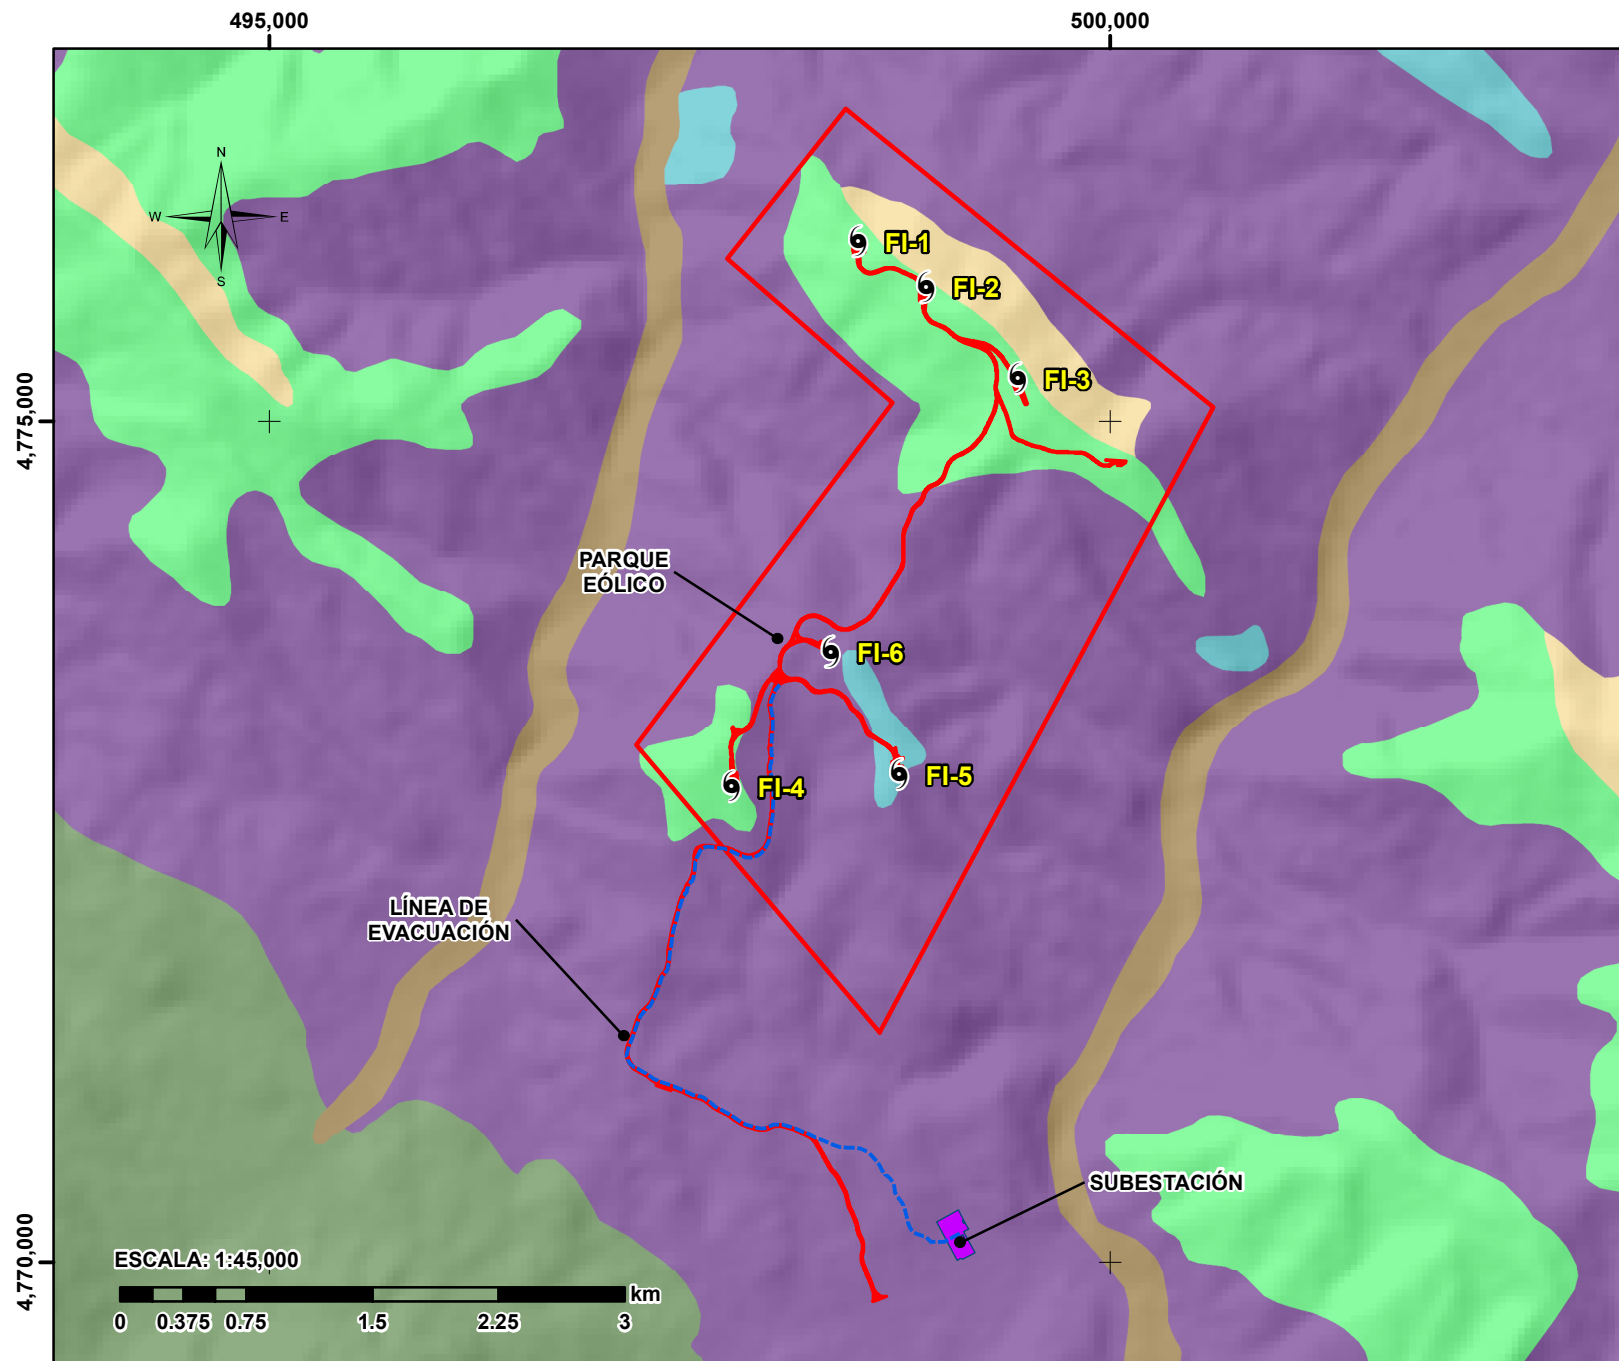 495,000
500,000
N
W
E
S
FI-1
FI-2
FI-3
4,775,000
PARQUE
EÓLICO
FI-6
FI-5
FI-4
LÍNEA DE
EVACUACIÓN
SUBESTACIÓN
4,770,000
ESCALA: 1:45,000
km
0 0.375 0.75 1.5 2.25 3